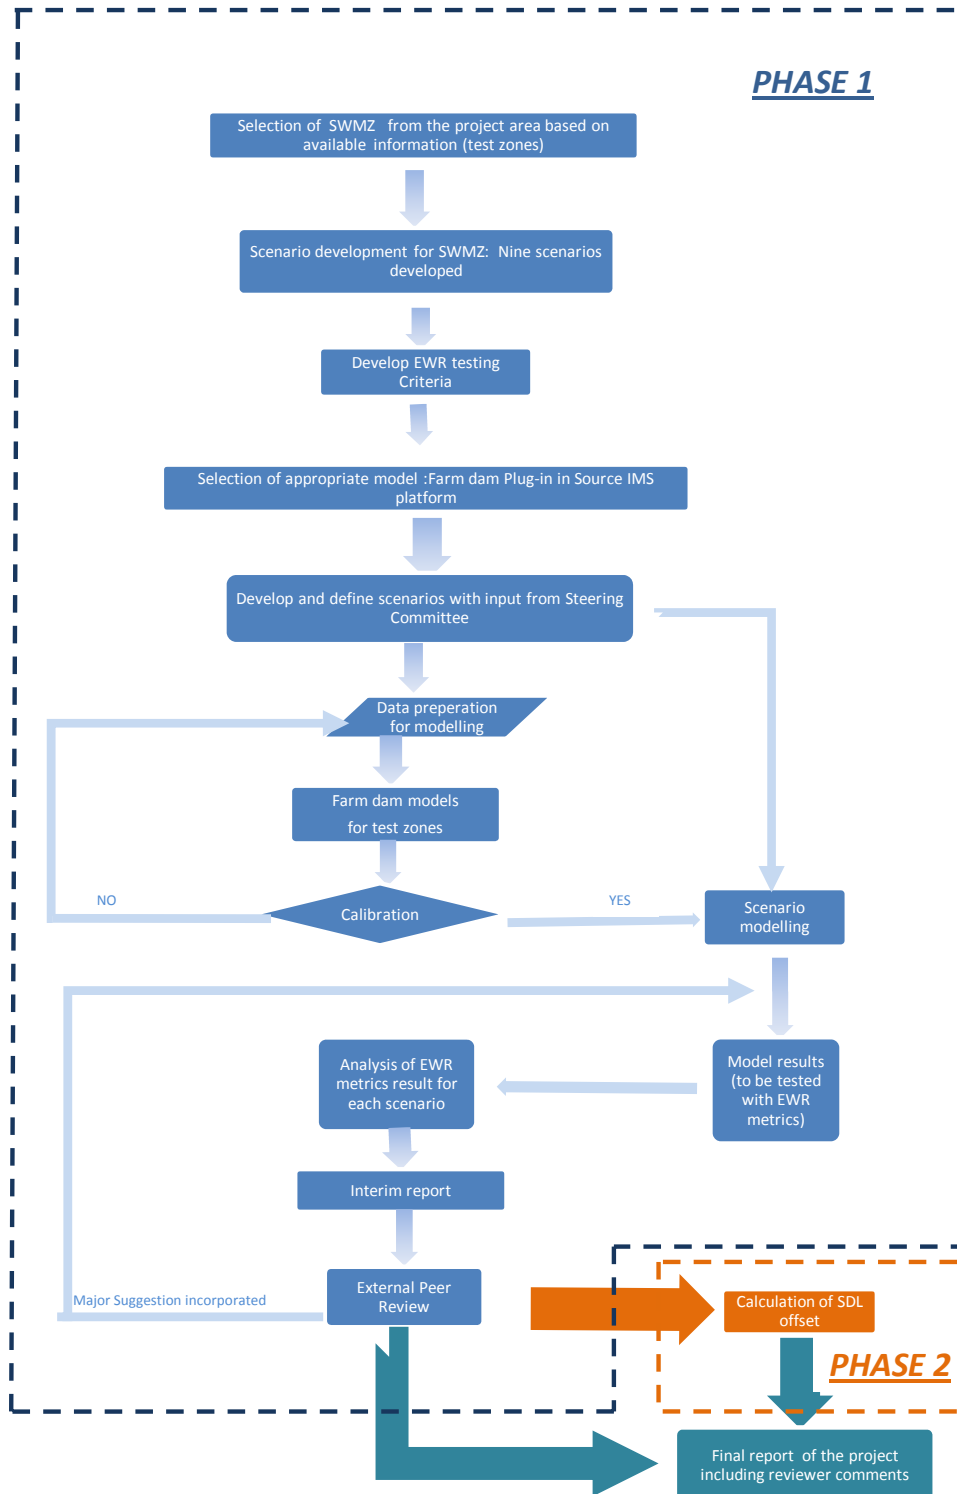 PHASE 1
Selection of SWMZ from the project area based on
available information (test zones)
Scenario development for SWMZ: Nine scenarios
developed
Develop EWR testing
Criteria
Selection of appropriate model :Farm dam Plug-in in Source IMS
platform
Develop and define scenarios with input from Steering
Committee
Data preperation
for modelling
Farm dam models
for test zones
NO
Calibration
YES
Scenario
modelling
Analysis of EWR
metrics result for
each scenario
Model results
(to be tested
with EWR
metrics)
Interim report
External Peer
Review
Major Suggestion incorporated
Calculation of SDL
offset
PHASE 2
Final report of the project
including reviewer comments